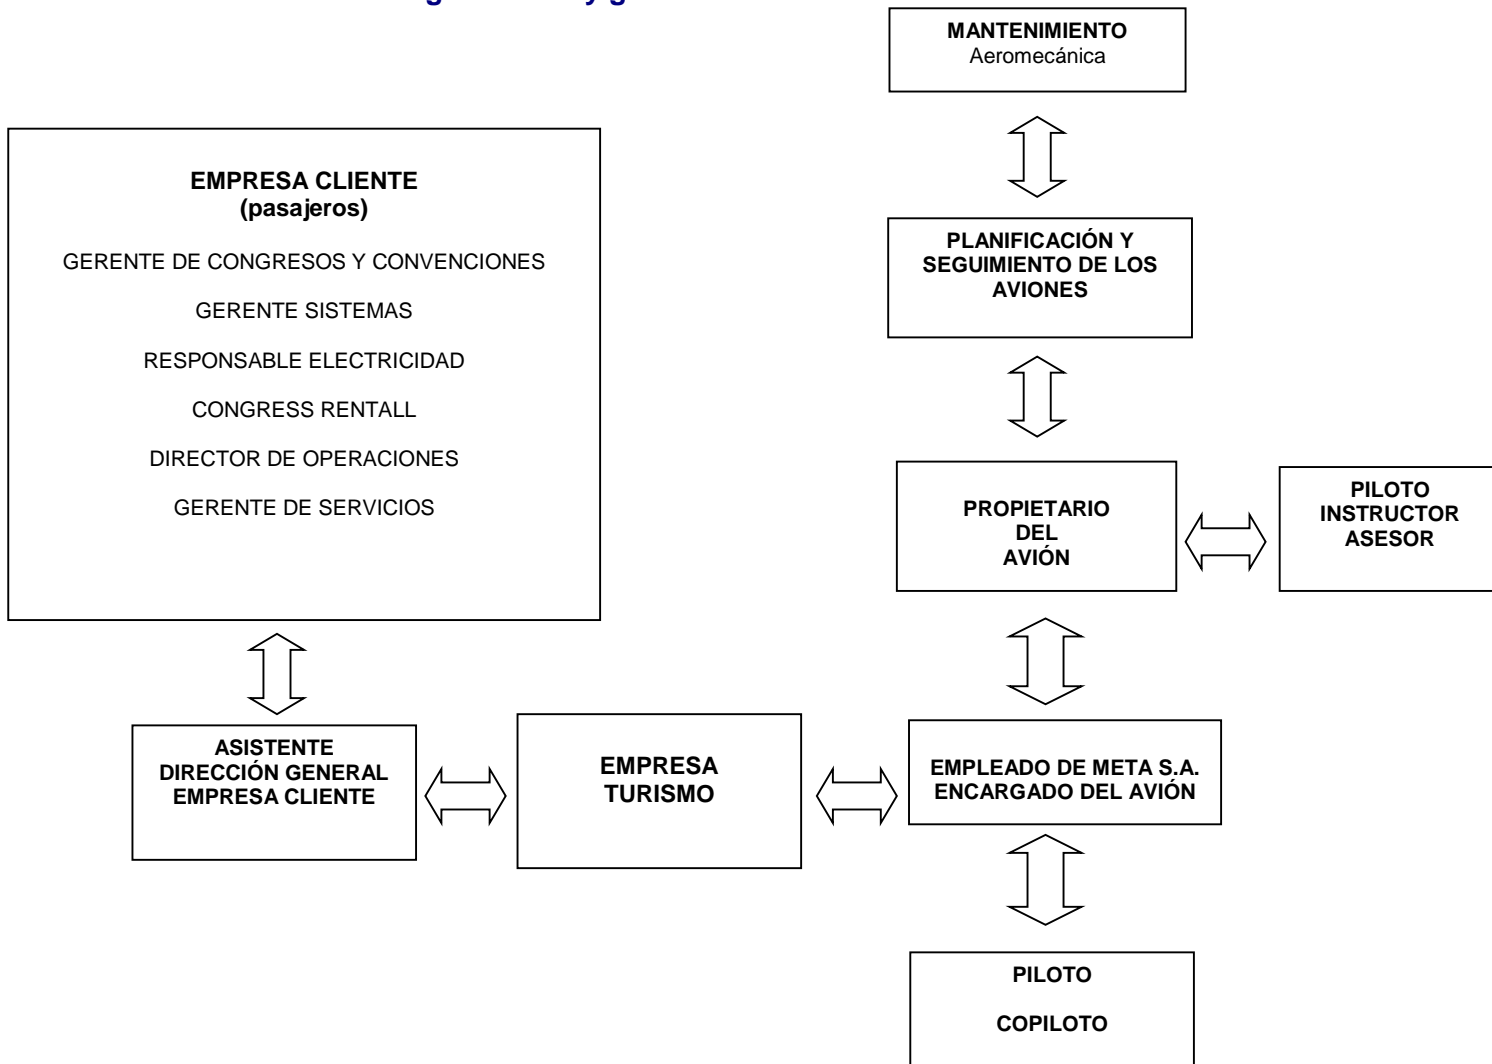 MANTENIMIENTO
Aeromecánica
EMPRESA CLIENTE
(pasajeros)
GERENTE DE CONGRESOS Y CONVENCIONES
GERENTE SISTEMAS
RESPONSABLE ELECTRICIDAD
CONGRESS RENTALL
DIRECTOR DE OPERACIONES
GERENTE DE SERVICIOS
PLANIFICACIÓN Y
SEGUIMIENTO DE LOS
AVIONES
PROPIETARIO
DEL
AVIÓN
PILOTO
INSTRUCTOR
ASESOR
ASISTENTE
DIRECCIÓN GENERAL
EMPRESA CLIENTE
EMPRESA
TURISMO
EMPLEADO DE META S.A.
ENCARGADO DEL AVIÓN
PILOTO
COPILOTO